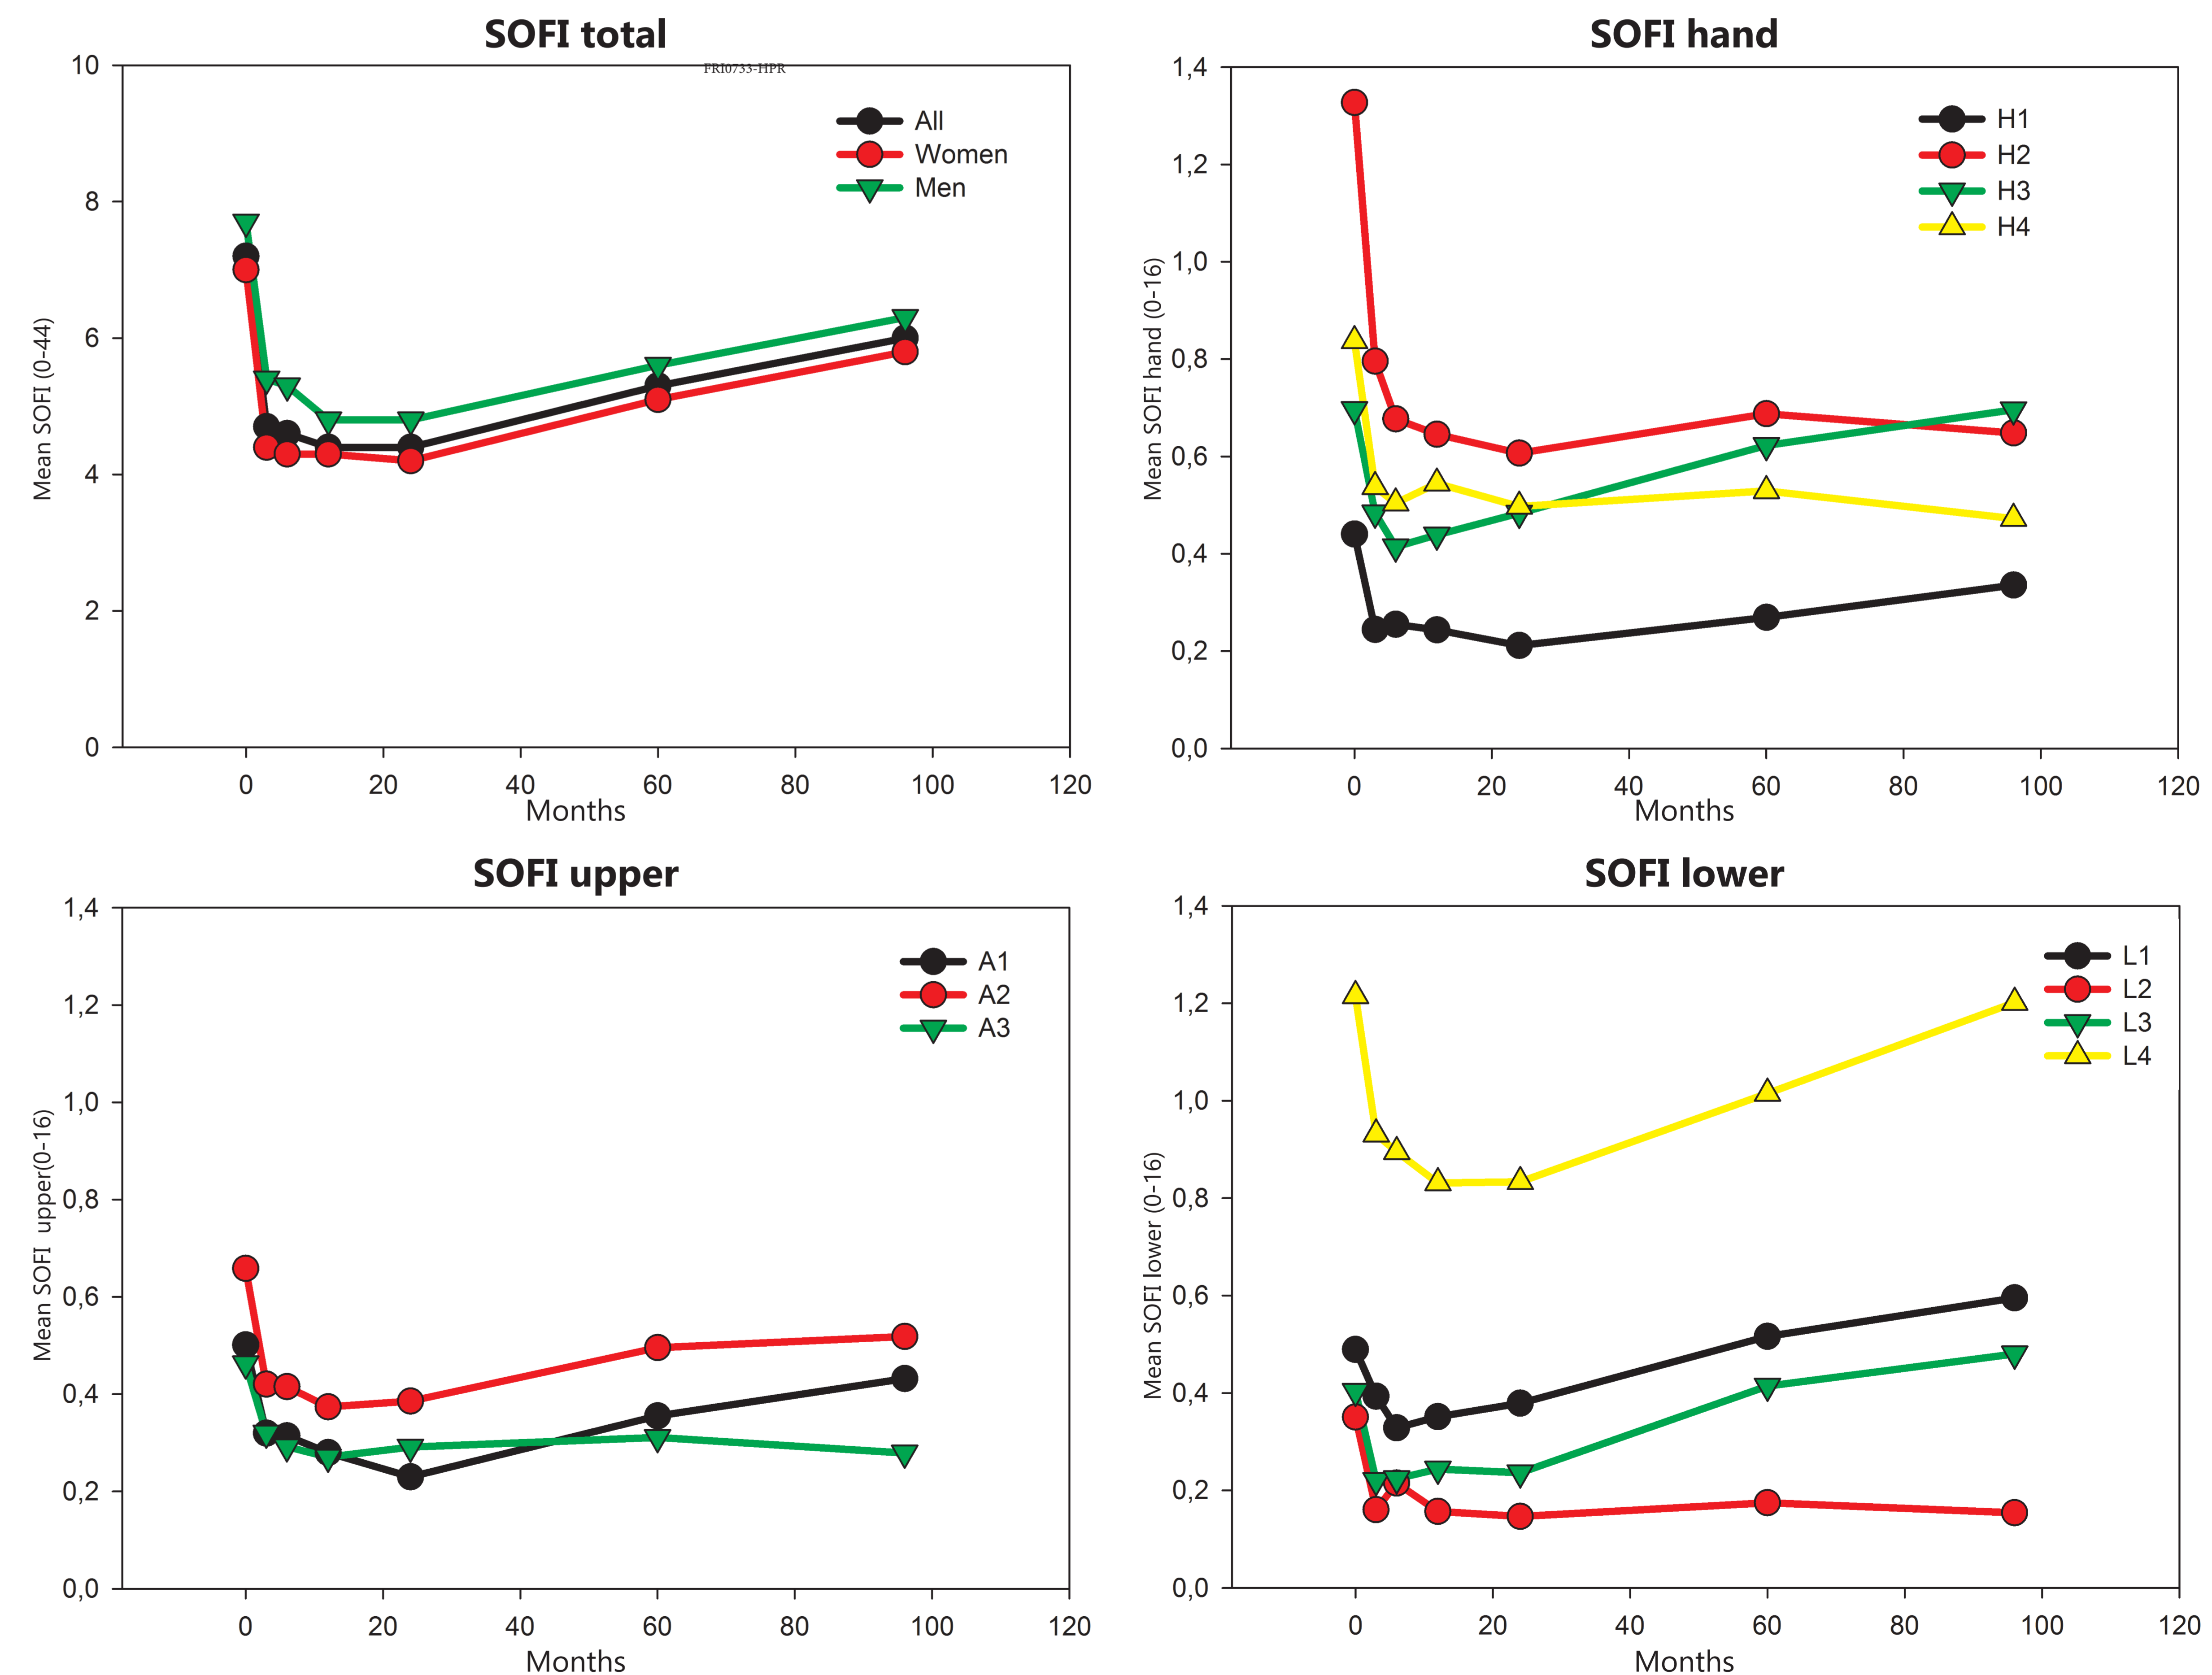 SOFI total
FRI0733-HPR
Mean SOFI (0-44)
10
8
6
4
2
0
All
Women
Men
0 20 40 60 80 100 120
Months
SOFI hand
Mean SOFI hand (0-16)
1,4
1,2
1,0
0,8
0,6
0,4
0,2
0,0
H1
H2
H3
H4
0 20 40 60 80 100 120
Months
SOFI upper
Mean SOFI upper(0-16)
1,4
1,2
1,0
0,8
0,6
0,4
0,2
0,0
A1
A2
A3
0 20 40 60 80 100 120
Months
SOFI lower
Mean SOFI lower (0-16)
1,4
1,2
1,0
0,8
0,6
0,4
0,2
0,0
L1
L2
L3
L4
0 20 40 60 80 100 120
Months